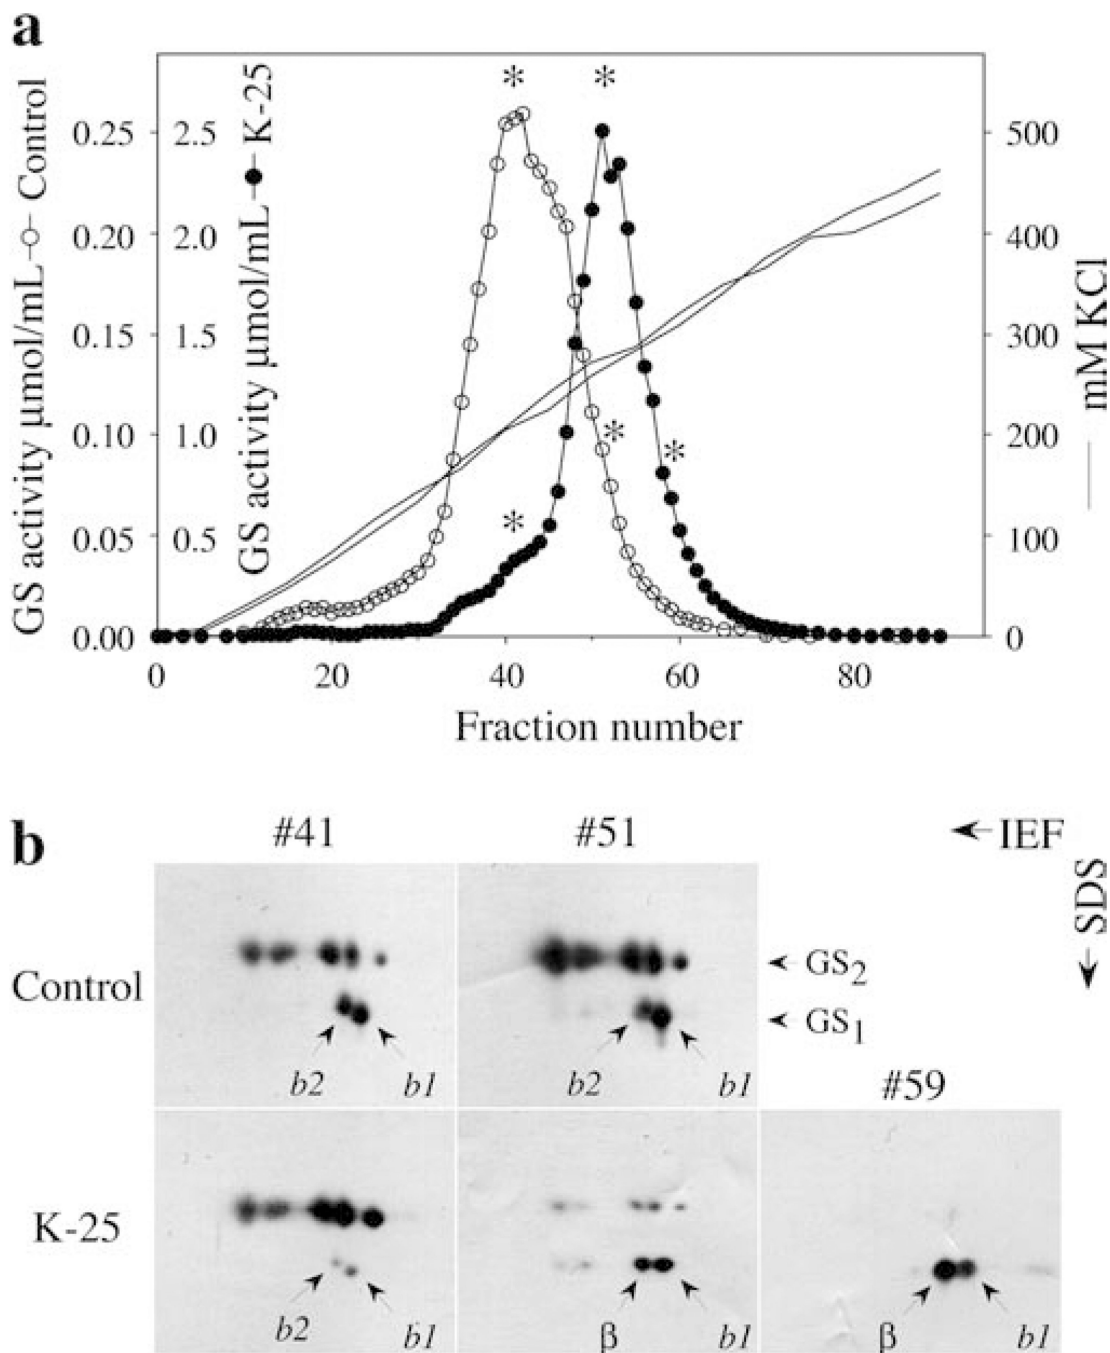 a
GS activity µmol/mL –○– Control
GS activity µmol/mL –●– K-25
mM KCl
0.25 2.5 500
0.20 2.0 400
0.15 1.5 300
0.10 1.0 200
0.05 0.5 100
0.00 0
* *
* *
*
0 20 40 60 80
Fraction number
b #41 #51 IEF
SDS
Control
GS2
GS1
b2 b1 b2 b1
#59
K-25
b2 b1 β b1 β b1